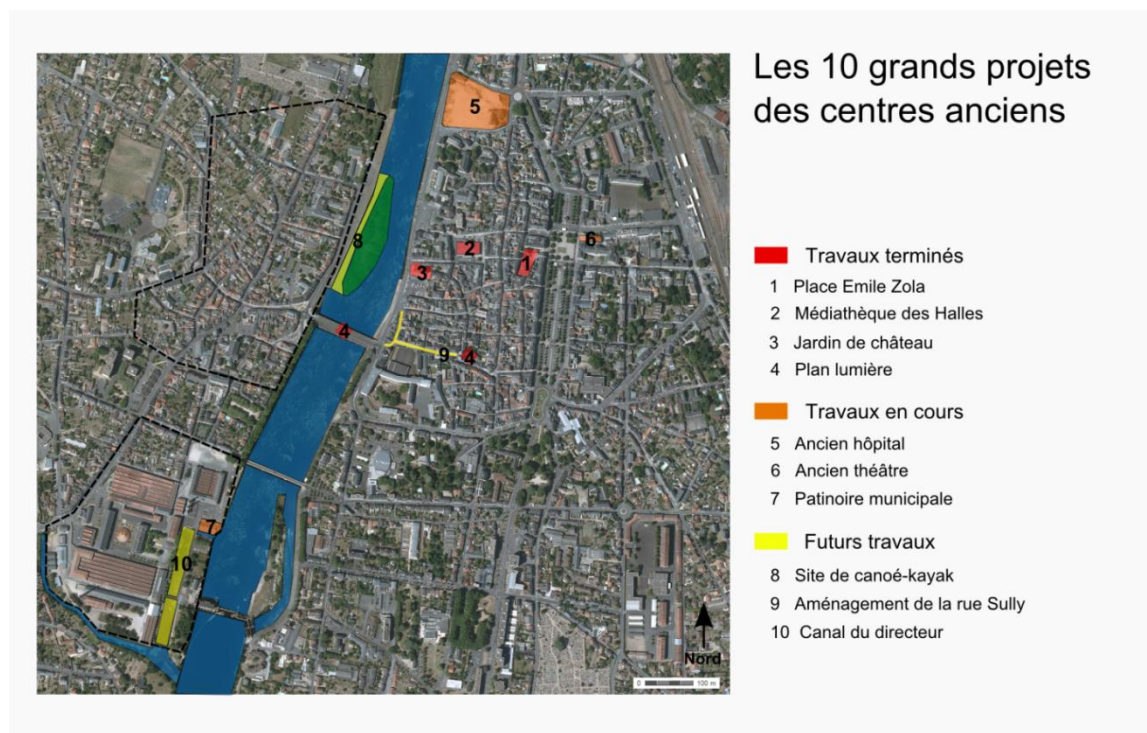 Les 10 grands projets
des centres anciens
Travaux terminés
1 Place Emile Zola
2 Médiathèque des Halles
3 Jardin de château
4 Plan lumière
Travaux en cours
5 Ancien hôpital
6 Ancien théâtre
7 Patinoire municipale
Futurs travaux
8 Site de canoé-kayak
9 Aménagement de la rue Sully
10 Canal du directeur
5
6
8
2
1
3
4
9
4
7
10
Nord
0 100 m